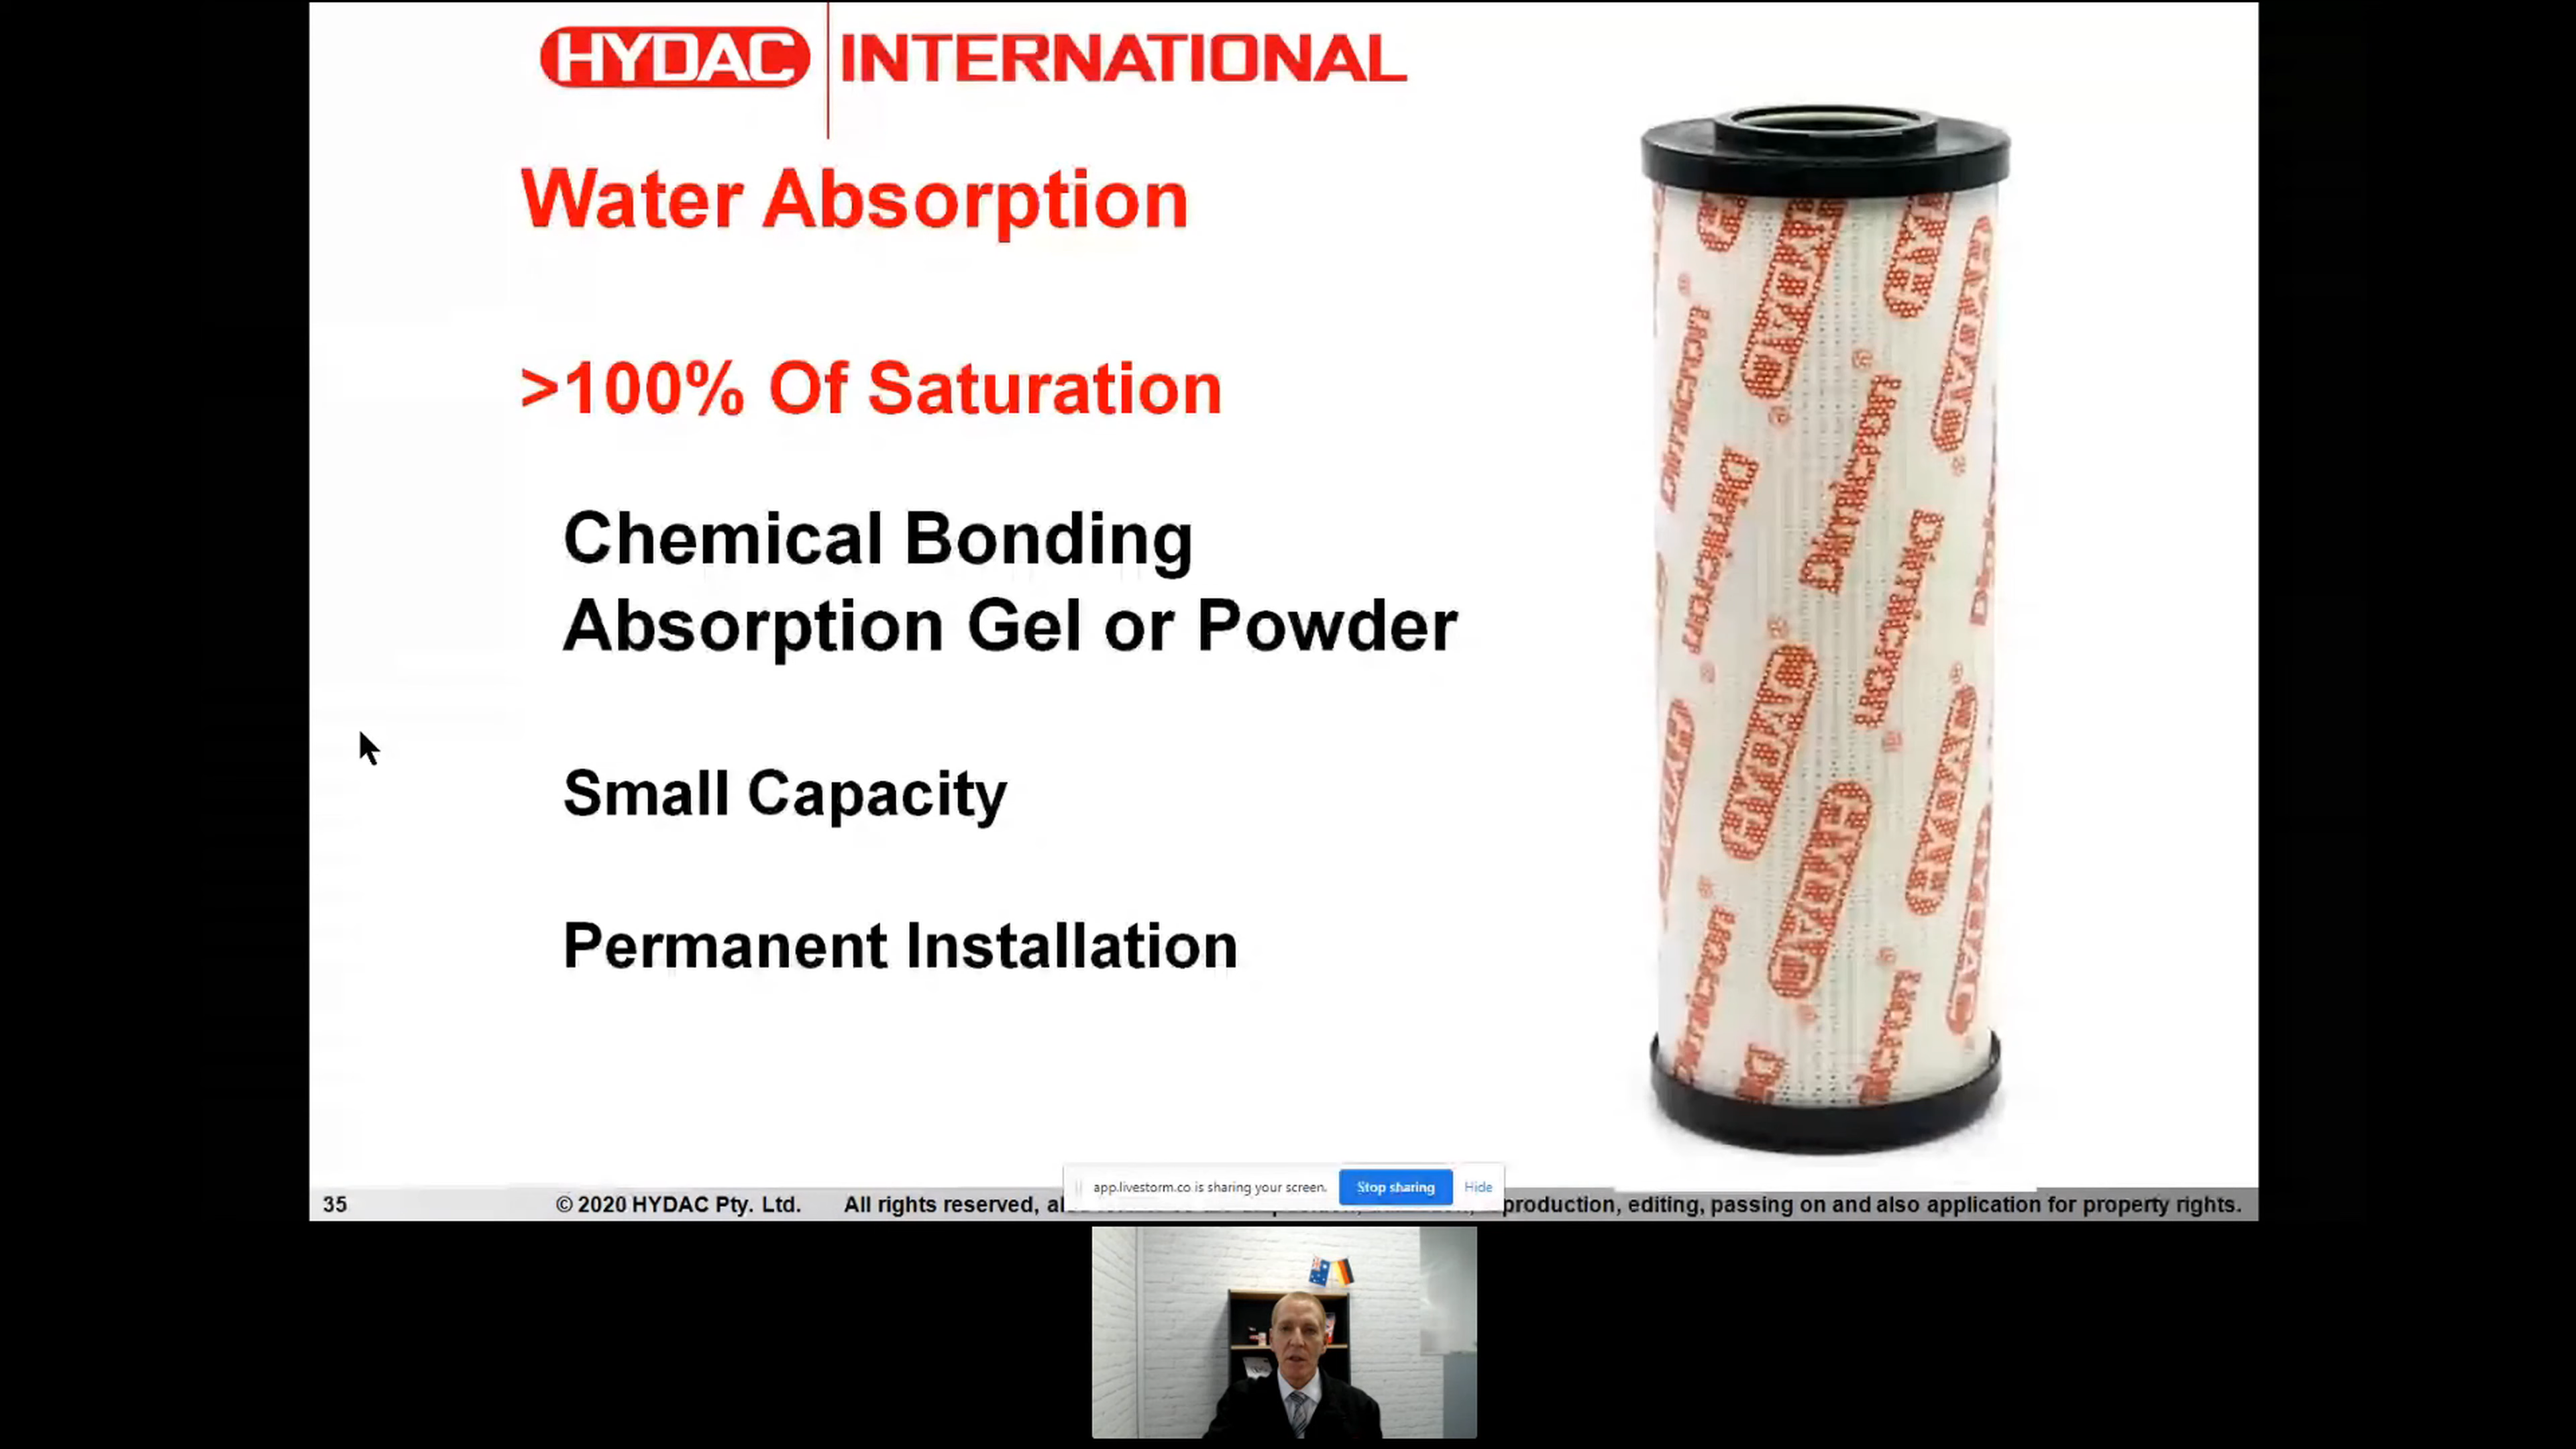 HYDAC INTERNATIONAL
Water Absorption
>100% Of Saturation
Chemical Bonding
Absorption Gel or Powder
Small Capacity
Permanent Installation
HYDAC
Dimicron
app.livestorm.co is sharing your screen. Stop sharing Hide
35 © 2020 HYDAC Pty. Ltd. All rights reserved, production, editing, passing on and also application for property rights.